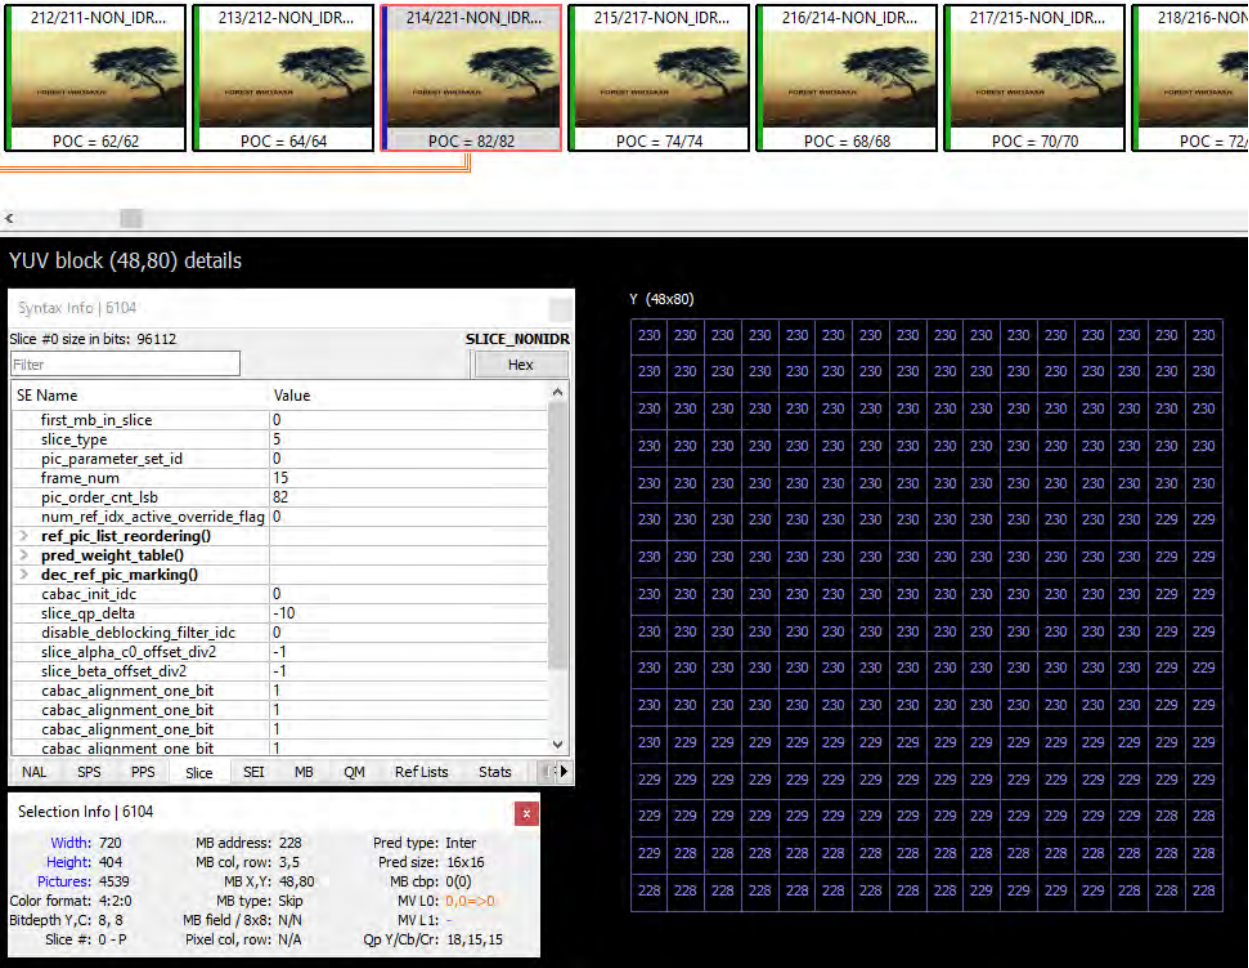 212/211-NON_IDR... 213/212-NON_IDR... 214/221-NON_IDR... 215/217-NON_IDR... 216/214-NON_IDR... 217/215-NON_IDR... 218/216-NON
FOREST WHITAKER FOREST WHITAKER FOREST WHITAKER FOREST WHITAKER FOREST WHITAKER FOREST WHITAKER
POC = 62/62 POC = 64/64 POC = 82/82 POC = 74/74 POC = 68/68 POC = 70/70 POC = 72/
YUV block (48,80) details
Syntax Info | 6104
Slice #0 size in bits: 96112 SLICE_NONIDR
Filter Hex
SE Name Value
first_mb_in_slice 0
slice_type 5
pic_parameter_set_id 0
frame_num 15
pic_order_cnt_lsb 82
num_ref_idx_active_override_flag 0
ref_pic_list_reordering()
pred_weight_table()
dec_ref_pic_marking()
cabac_init_idc 0
slice_qp_delta -10
disable_deblocking_filter_idc 0
slice_alpha_c0_offset_div2 -1
slice_beta_offset_div2 -1
cabac_alignment_one_bit 1
cabac_alignment_one_bit 1
cabac_alignment_one_bit 1
cabac_alignment_one_bit 1
NAL SPS PPS Slice SEI MB QM Ref Lists Stats
Selection Info | 6104 x
Width: 720 MB address: 228 Pred type: Inter
Height: 404 MB col, row: 3,5 Pred size: 16x16
Pictures: 4539 MB X,Y: 48,80 MB cbp: 0(0)
Color format: 4:2:0 MB type: Skip MV L0: 0,0=>0
Bitdepth Y,C: 8, 8 MB field / 8x8: N/N MV L1: -
Slice #: 0 - P Pixel col, row: N/A Qp Y/Cb/Cr: 18,15,15
Y (48x80)
230 230 230 230 230 230 230 230 230 230 230 230 230 230 230 230
230 230 230 230 230 230 230 230 230 230 230 230 230 230 230 230
230 230 230 230 230 230 230 230 230 230 230 230 230 230 230 230
230 230 230 230 230 230 230 230 230 230 230 230 230 230 230 230
230 230 230 230 230 230 230 230 230 230 230 230 230 230 230 230
230 230 230 230 230 230 230 230 230 230 230 230 230 230 229 229
230 230 230 230 230 230 230 230 230 230 230 230 230 230 229 229
230 230 230 230 230 230 230 230 230 230 230 230 230 230 229 229
230 230 230 230 230 230 230 230 230 230 230 230 230 230 229 229
230 230 230 230 230 230 230 230 230 230 230 230 230 230 229 229
230 230 230 230 230 230 230 230 230 230 230 230 230 230 229 229
230 229 229 229 229 229 229 229 229 229 229 229 229 229 229 229
229 229 229 229 229 229 229 229 229 229 229 229 229 229 229 229
229 229 229 229 229 229 229 229 229 229 229 229 229 229 229 229
229 228 228 228 228 228 228 228 228 228 228 228 228 228 228 228
228 228 228 228 228 228 228 228 228 229 229 229 228 228 228 228